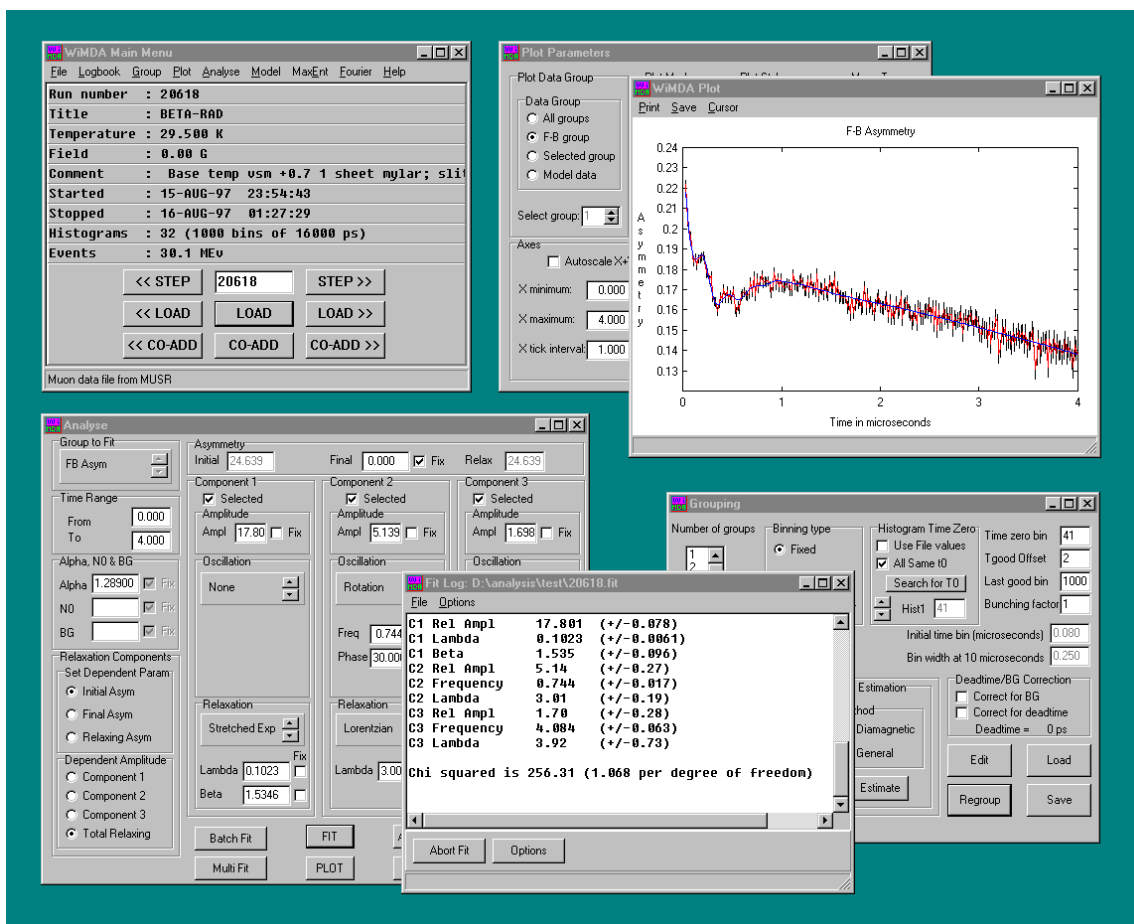 WiMDA Main Menu
File Logbook Group Plot Analyse Model MaxEnt Fourier Help
Run number : 20618
Title : BETA-RAD
Temperature : 29.500 K
Field : 0.00 G
Comment : Base temp vsm +0.7 1 sheet mylar; slit
Started : 15-AUG-97 23:54:43
Stopped : 16-AUG-97 01:27:29
Histograms : 32 (1000 bins of 16000 ps)
Events : 30.1 MEv
<< STEP 20618 STEP >>
<< LOAD LOAD LOAD >>
<< CO-ADD CO-ADD CO-ADD >>
Muon data file from MUSR
Plot Parameters
Plot Data Group
Data Group
All groups
F-B group
Selected group
Model data
Select group: 1
Axes
Autoscale X+
X minimum: 0.000
X maximum: 4.000
X tick interval: 1.000
WiMDA Plot
Print Save Cursor
F-B Asymmetry
0.24
0.23
0.22
0.21
0.2
0.19
0.18
0.17
0.16
0.15
0.14
0.13
Asymmetry
0 1 2 3 4
Time in microseconds
Analyse
Group to Fit
FB Asym
Time Range
From 0.000
To 4.000
Alpha, N0 & BG
Alpha 1.28900 Fix
N0 Fix
BG Fix
Relaxation Components
Set Dependent Param
Initial Asym
Final Asym
Relaxing Asym
Dependent Amplitude
Component 1
Component 2
Component 3
Total Relaxing
Asymmetry
Initial 24.639 Final 0.000 Fix Relax 24.639
Component 1
Selected
Amplitude
Ampl 17.80 Fix
Oscillation
None
Relaxation
Stretched Exp
Fix
Lambda 0.1023
Beta 1.5346
Component 2
Selected
Amplitude
Ampl 5.139 Fix
Oscillation
Rotation
Freq 0.744
Phase 30.000
Relaxation
Lorentzian
Lambda 3.00
Component 3
Selected
Amplitude
Ampl 1.698 Fix
Oscillation
Batch Fit FIT
Multi Fit PLOT
Fit Log: D:\analysis\test\20618.fit
File Options
C1 Rel Ampl 17.801 (+/-0.078)
C1 Lambda 0.1023 (+/-0.0061)
C1 Beta 1.535 (+/-0.096)
C2 Rel Ampl 5.14 (+/-0.27)
C2 Frequency 0.744 (+/-0.017)
C2 Lambda 3.01 (+/-0.19)
C3 Rel Ampl 1.70 (+/-0.28)
C3 Frequency 4.084 (+/-0.063)
C3 Lambda 3.92 (+/-0.73)
Chi squared is 256.31 (1.068 per degree of freedom)
Abort Fit Options
Grouping
Number of groups
1
2
Binning type
Fixed
Histogram Time Zero
Use File values
All Same t0
Search for T0
Hist1 41
Time zero bin 41
Tgood Offset 2
Last good bin 1000
Bunching factor 1
Initial time bin (microseconds) 0.080
Bin width at 10 microseconds 0.250
Estimation
Diamagnetic
General
Estimate
Deadtime/BG Correction
Correct for BG
Correct for deadtime
Deadtime = 0 ps
Edit Load
Regroup Save